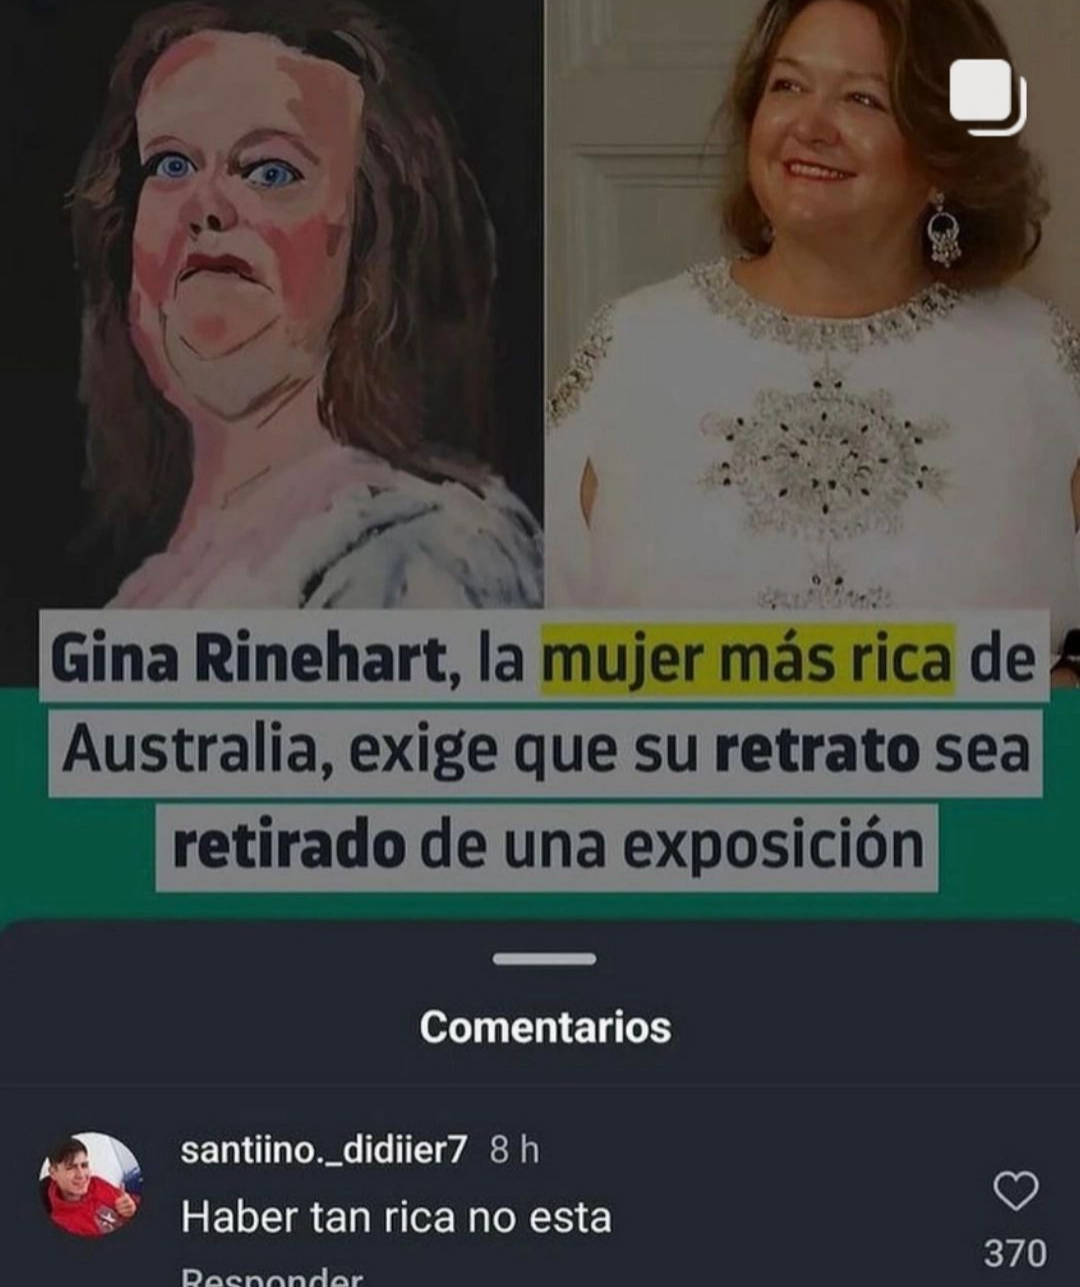 Gina Rinehart, la mujer más rica de
Australia, exige que su retrato sea
retirado de una exposición
Comentarios
santiino._didiier7 8 h
Haber tan rica no esta
370
Responder